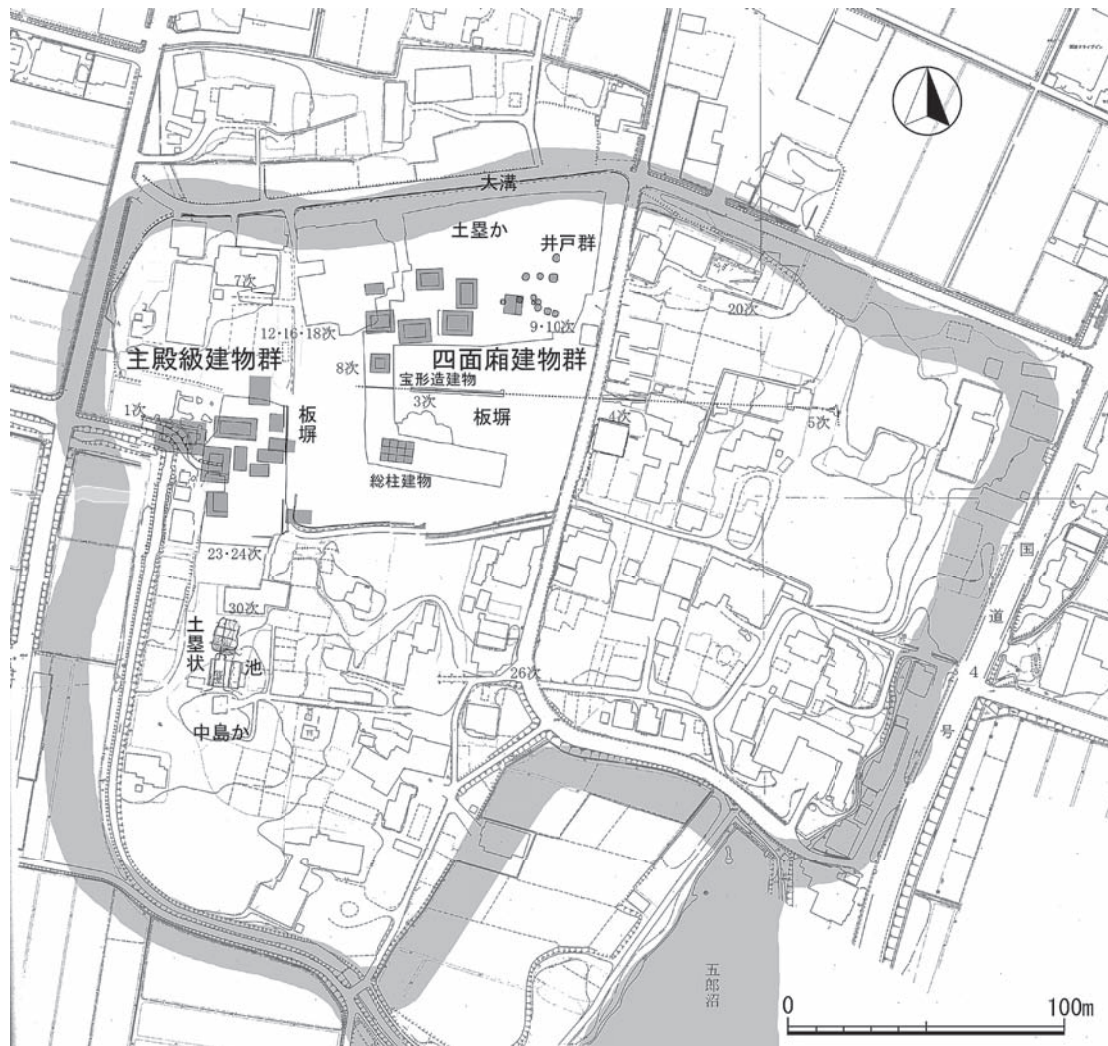 大溝
土塁か
井戸群
7次
20次
12・16・18次
9・10次
主殿級建物群
8次
四面廂建物群
宝形造建物
3次
1次
板塀
板塀
4次
5次
総柱建物
国道4号
23・24次
30次
土塁状
池
26次
中島か
五郎沼
0
100m